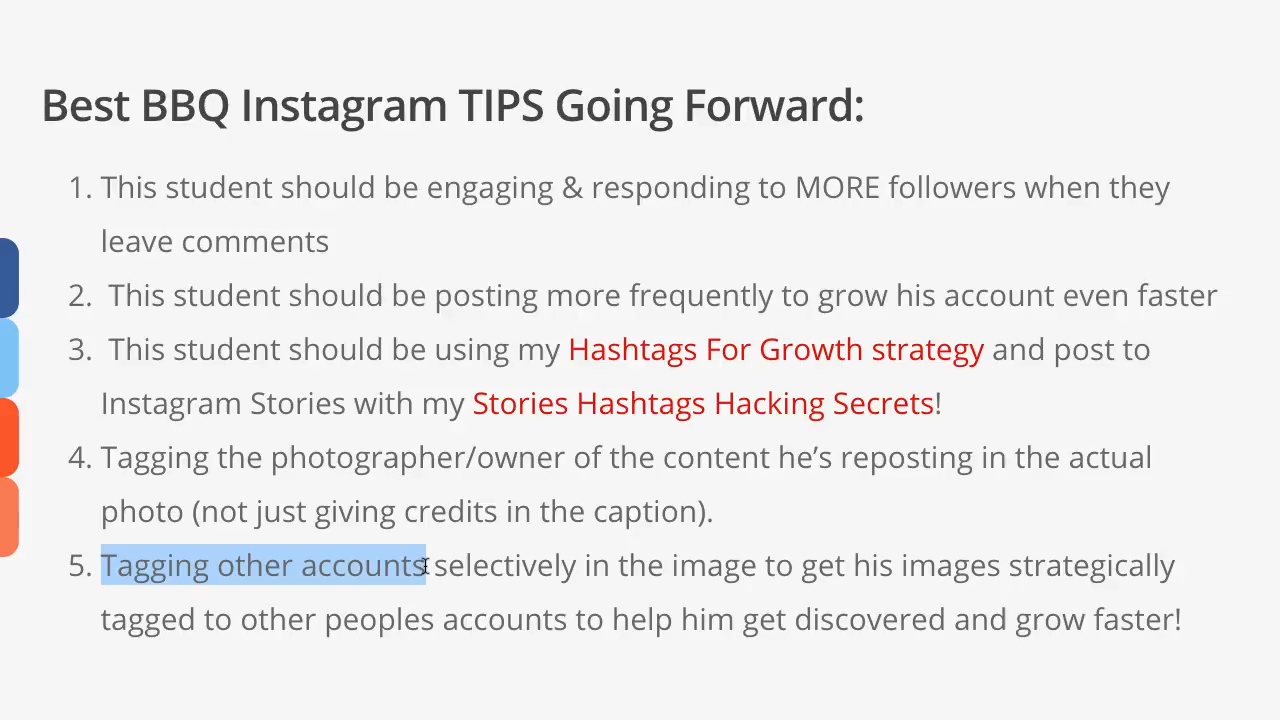 Best BBQ Instagram TIPS Going Forward:
1. This student should be engaging & responding to MORE followers when they
leave comments
2. This student should be posting more frequently to grow his account even faster
3. This student should be using my Hashtags For Growth strategy and post to
Instagram Stories with my Stories Hashtags Hacking Secrets!
4. Tagging the photographer/owner of the content he’s reposting in the actual
photo (not just giving credits in the caption).
5. Tagging other accounts selectively in the image to get his images strategically
tagged to other peoples accounts to help him get discovered and grow faster!